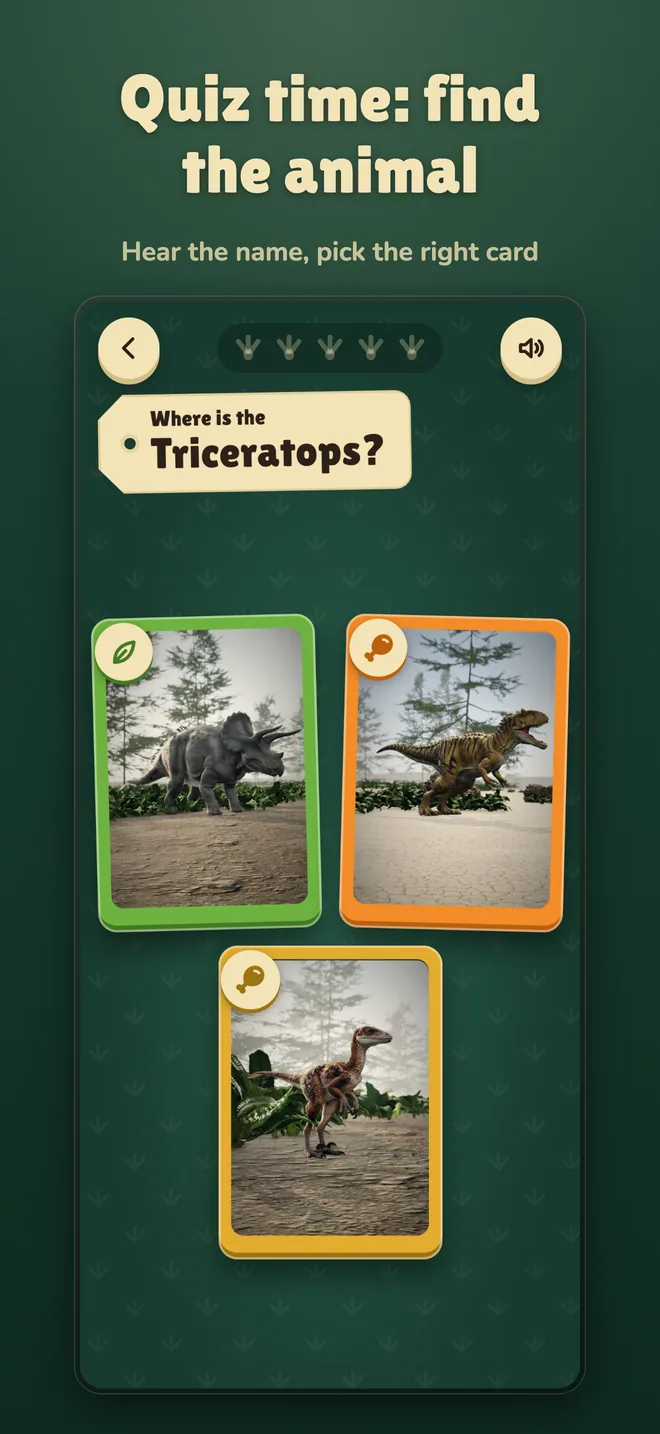 Quiz time: find
the animal
Hear the name, pick the right card
Where is the
Triceratops?